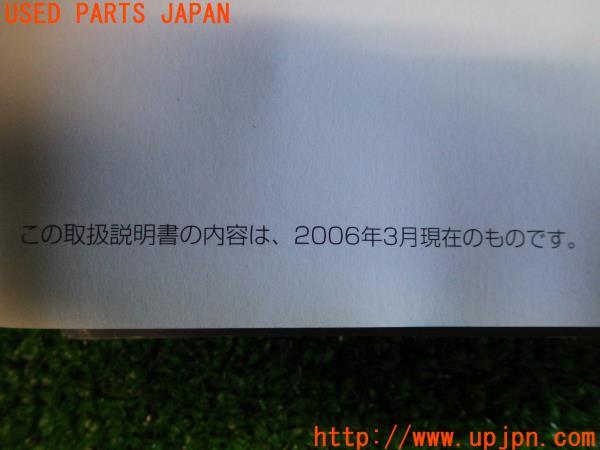 USED PARTS JAPAN
この取扱説明書の内容は、2006年3月現在のものです。
http://www.upjpn.com